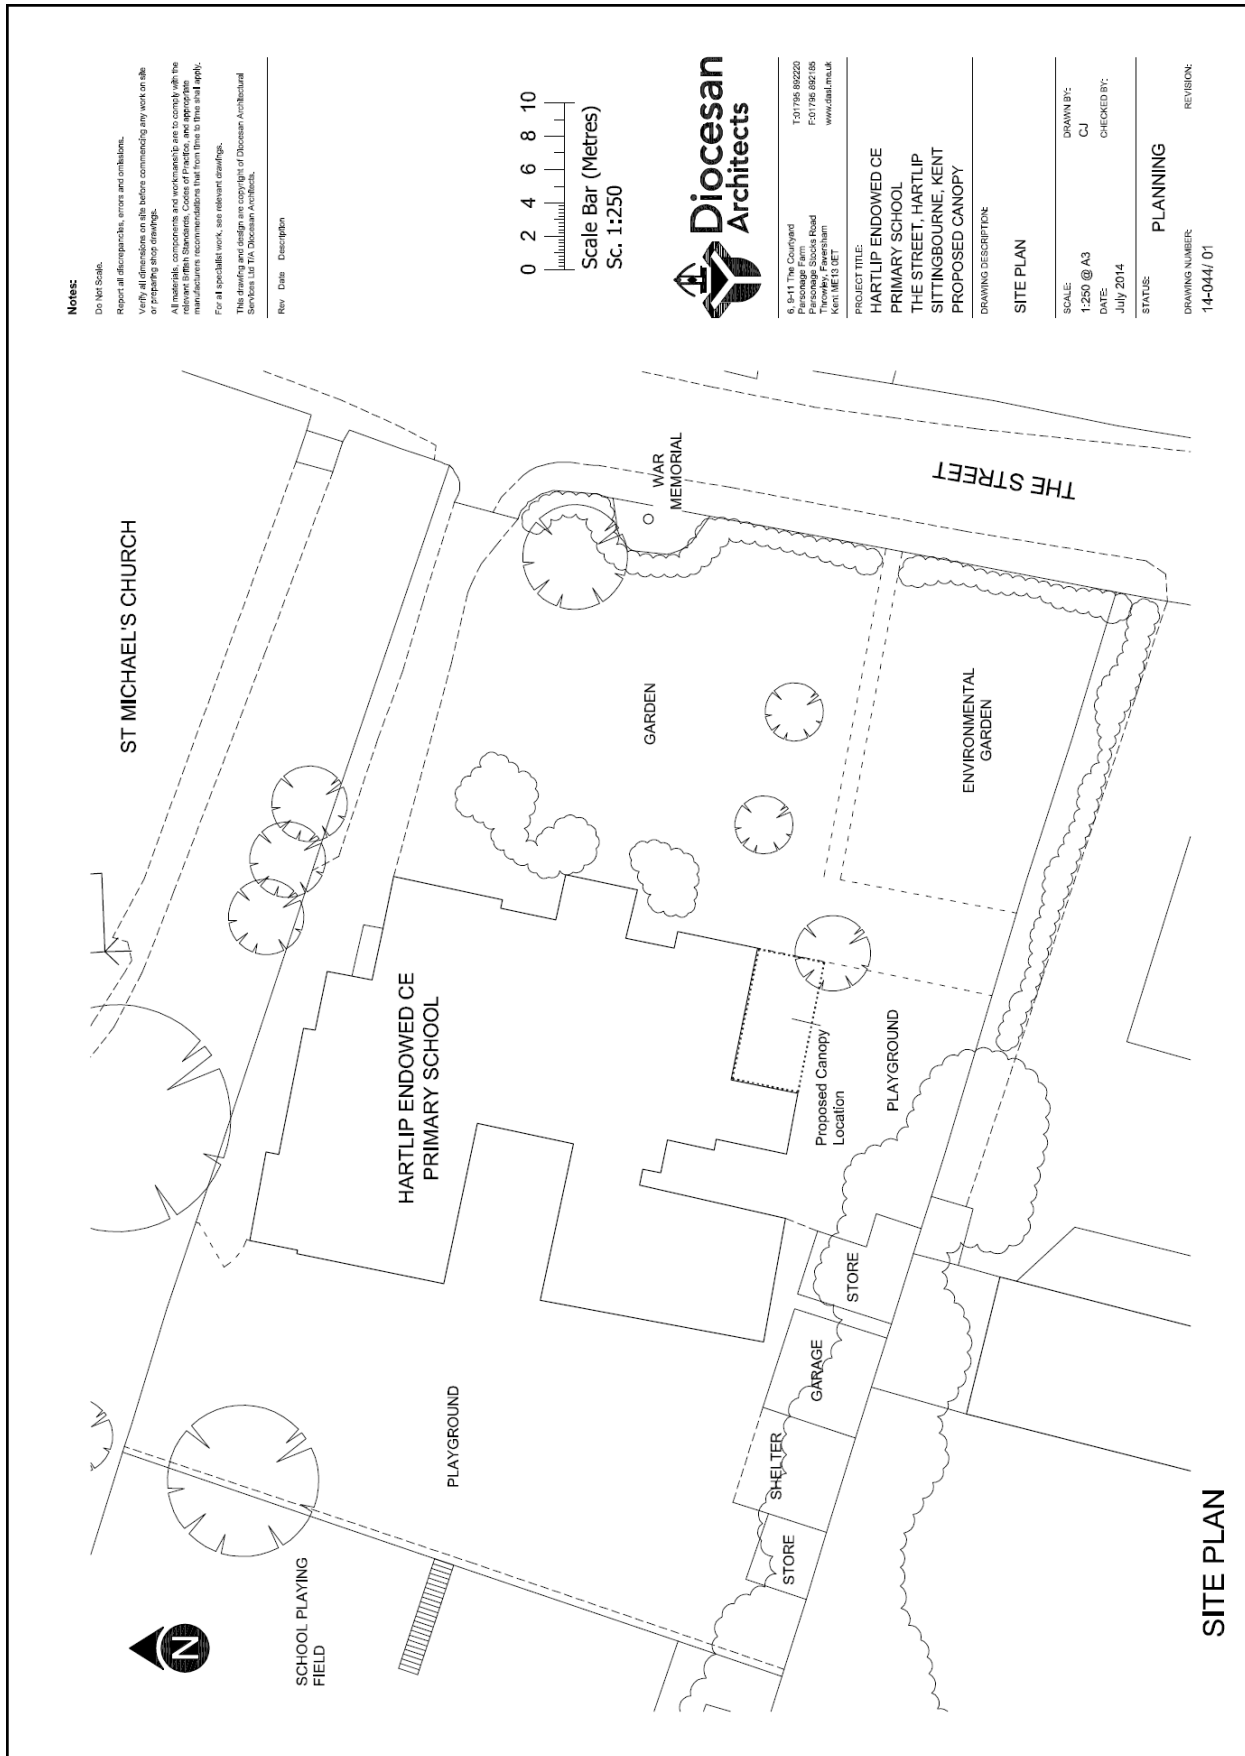 Notes:
Do Not Scale.
Report all discrepancies, errors and omissions.
Verify all dimensions on site before commencing any work on site
or preparing shop drawings.
All materials, components and workmanship are to comply with the
relevant British Standards, Codes of Practice, and appropriate
manufacturers recommendations that from time to time shall apply.
For all specialist work, see relevant drawings.
This drawing and design are copyright of Diocesan Architectural
Services Ltd T/A Diocesan Architects.
Rev Date Description
0 2 4 6 8 10
Scale Bar (Metres)
Sc. 1:250
Diocesan
Architects
6, 9-11 The Courtyard
Parsonage Farm
Parsonage Stocks Road
Throwley, Faversham
Kent ME13 0ET
T:01795 892220
F:01795 892185
www.dasl.me.uk
PROJECT TITLE:
HARTLIP ENDOWED CE
PRIMARY SCHOOL
THE STREET, HARTLIP
SITTINGBOURNE, KENT
PROPOSED CANOPY
DRAWING DESCRIPTION:
SITE PLAN
SCALE:
1:250 @ A3
DRAWN BY:
CJ
DATE:
July 2014
CHECKED BY:
STATUS:
PLANNING
DRAWING NUMBER:
14-044/ 01
REVISION:
N
ST MICHAEL'S CHURCH
SCHOOL PLAYING
FIELD
HARTLIP ENDOWED CE
PRIMARY SCHOOL
PLAYGROUND
GARDEN
WAR
MEMORIAL
THE STREET
ENVIRONMENTAL
GARDEN
Proposed Canopy
Location
PLAYGROUND
STORE
SHELTER
GARAGE
STORE
SITE PLAN